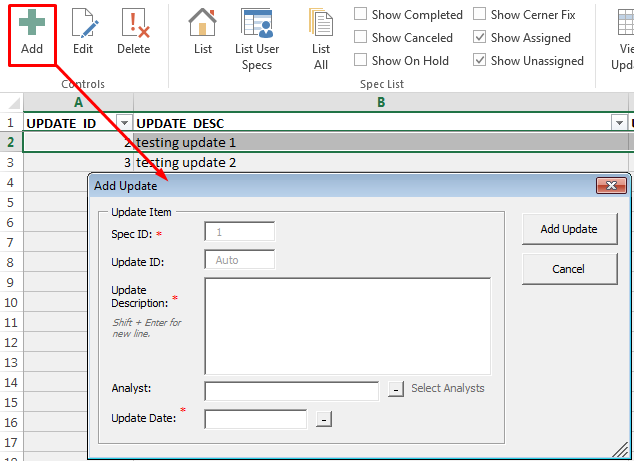 Show Completed Show Cerner Fix
Add Edit Delete List List User Specs List All Show Canceled Show Assigned Vie
Show On Hold Show Unassigned Upda
Controls Spec List
A B
1 UPDATE_ID UPDATE_DESC
2 2 testing update 1
3 3 testing update 2
4 Add Update
5
6 Update Item
7 Spec ID: * 1 Add Update
8 Update ID: Auto
9 Cancel
10 Update Description: *
11 Shift + Enter for
12 new line.
13
14
15 Analyst: - Select Analysts
16 Update Date: * -
17